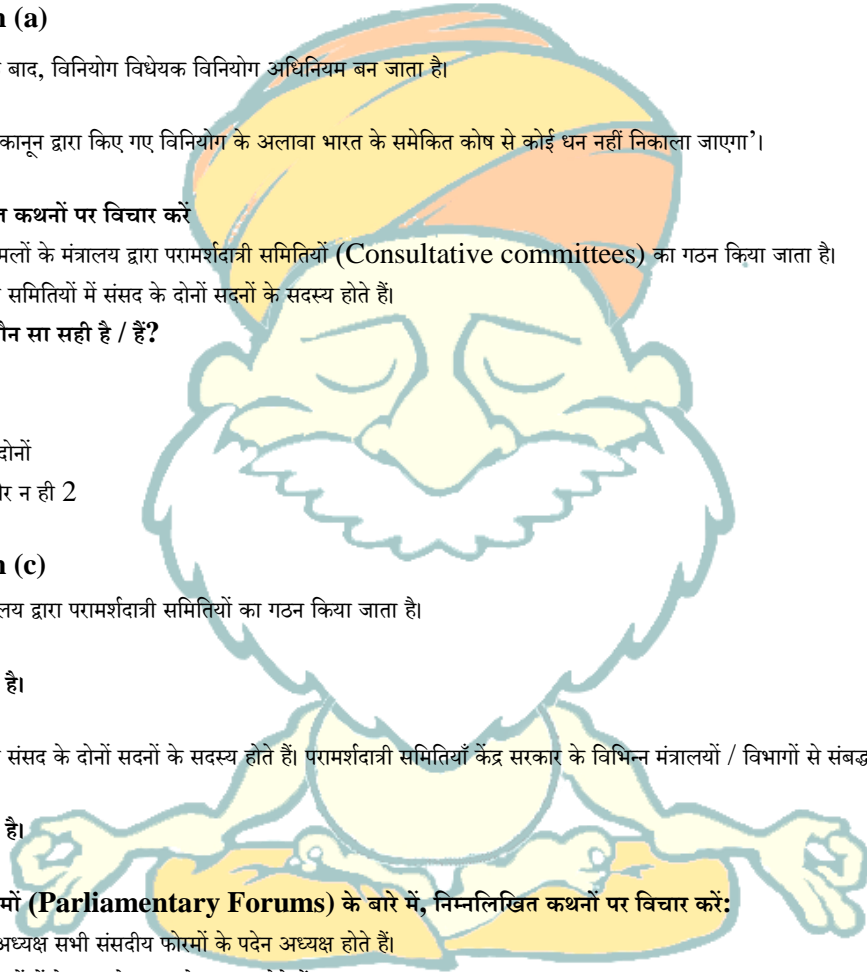 (a)
बाद, विनियोग विधेयक विनियोग अधिनियम बन जाता है।
कानून द्वारा किए गए विनियोग के अलावा भारत के समेकित कोष से कोई धन नहीं निकाला जाएगा’।
कथनों पर विचार करें
के मंत्रालय द्वारा परामर्शदात्री समितियों (Consultative committees) का गठन किया जाता है।
समितियों में संसद के दोनों सदनों के सदस्य होते हैं।
सा सही है / हैं?
दोनों
न ही 2
(c)
द्वारा परामर्शदात्री समितियों का गठन किया जाता है।
है।
संसद के दोनों सदनों के सदस्य होते हैं। परामर्शदात्री समितियाँ केंद्र सरकार के विभिन्न मंत्रालयों / विभागों से संबद्ध
है।
(Parliamentary Forums) के बारे में, निम्नलिखित कथनों पर विचार करें:
अध्यक्ष सभी संसदीय फोरमों के पदेन अध्यक्ष होते हैं।